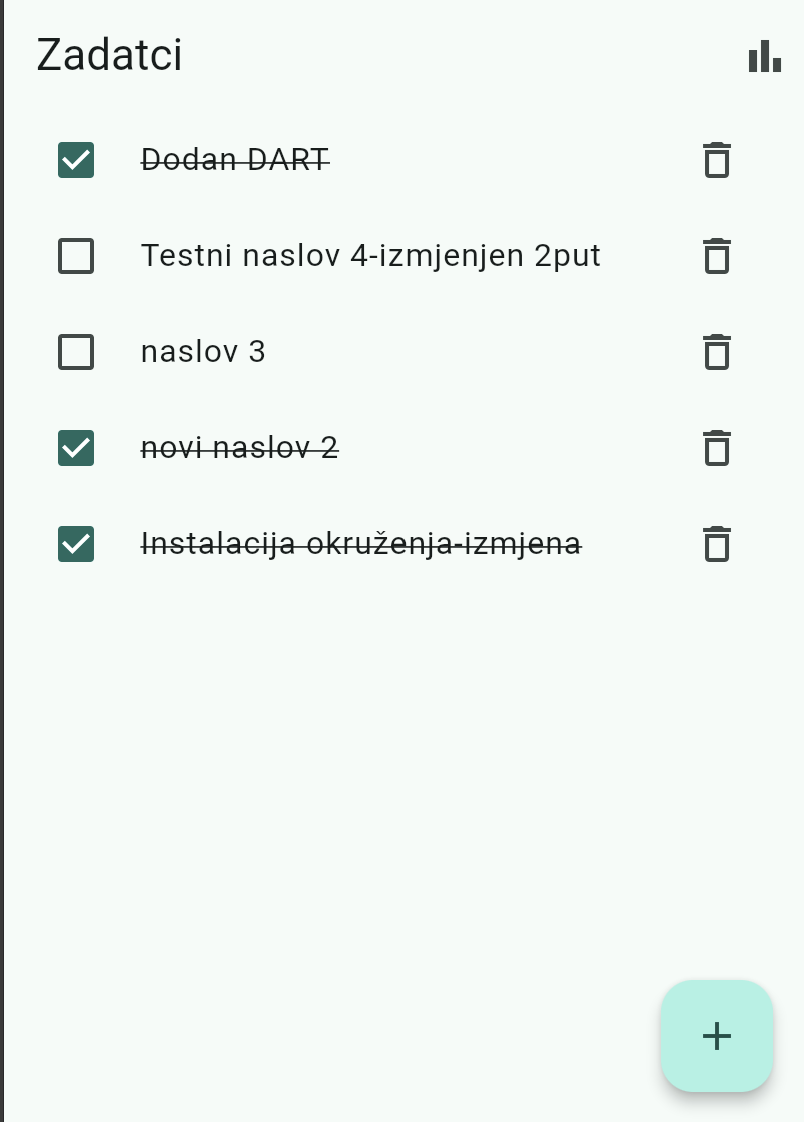 Zadatci
Dodan DART
Testni naslov 4-izmjenjen 2put
naslov 3
novi naslov 2
Instalacija okruženja-izmjena